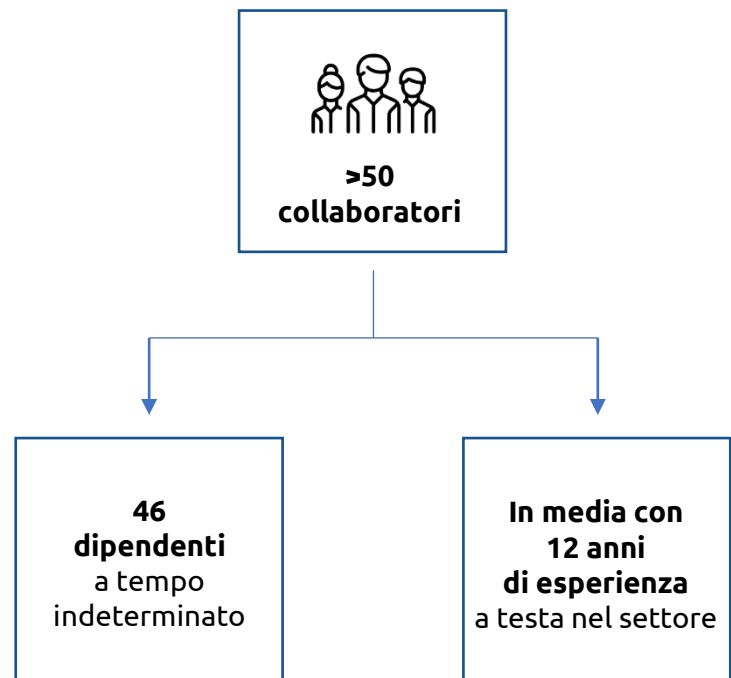 >50
collaboratori
46
dipendenti
a tempo
indeterminato
In media con
12 anni
di esperienza
a testa nel settore